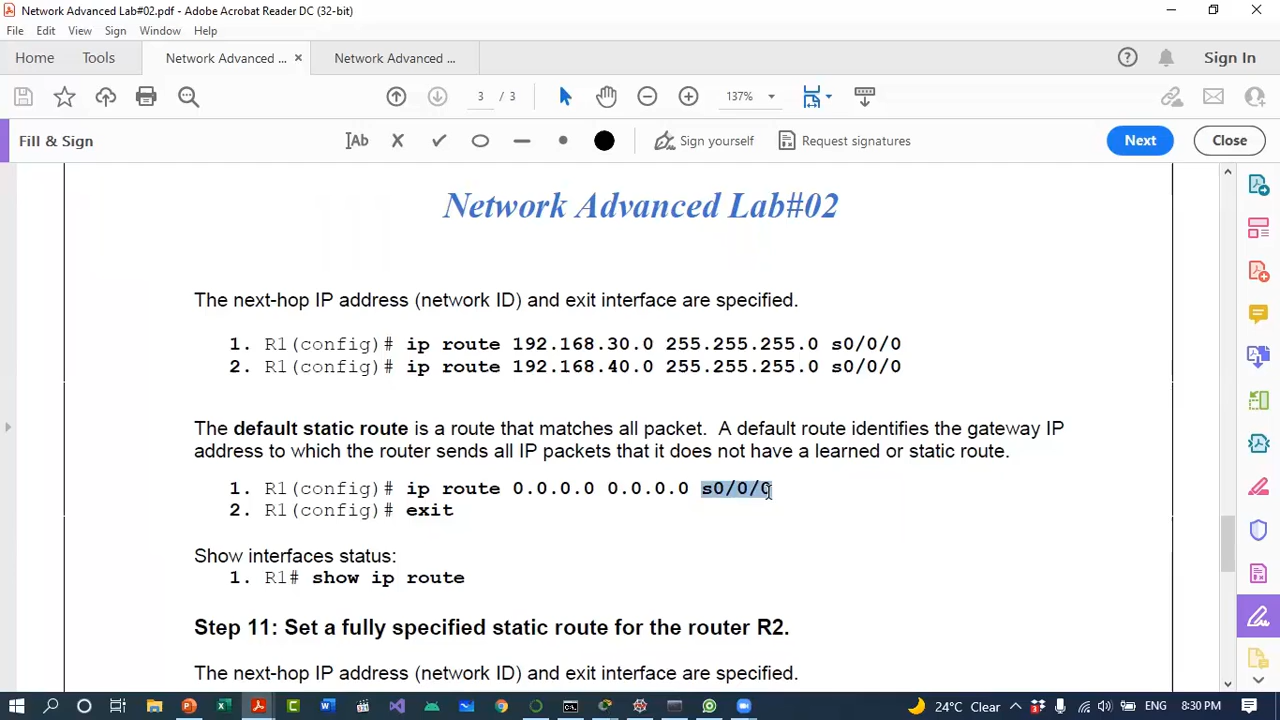 Network Advanced Lab#02.pdf - Adobe Acrobat Reader DC (32-bit)
File Edit View Sign Window Help
Home Tools Network Advanced ... × Network Advanced ... Sign In
3 / 3 137%
Fill & Sign Ab Sign yourself Request signatures Next Close
Network Advanced Lab#02
The next-hop IP address (network ID) and exit interface are specified.
1. R1(config)# ip route 192.168.30.0 255.255.255.0 s0/0/0
2. R1(config)# ip route 192.168.40.0 255.255.255.0 s0/0/0
The default static route is a route that matches all packet. A default route identifies the gateway IP
address to which the router sends all IP packets that it does not have a learned or static route.
1. R1(config)# ip route 0.0.0.0 0.0.0.0 s0/0/0
2. R1(config)# exit
Show interfaces status:
1. R1# show ip route
Step 11: Set a fully specified static route for the router R2.
The next-hop IP address (network ID) and exit interface are specified.
24°C Clear 8:30 PM